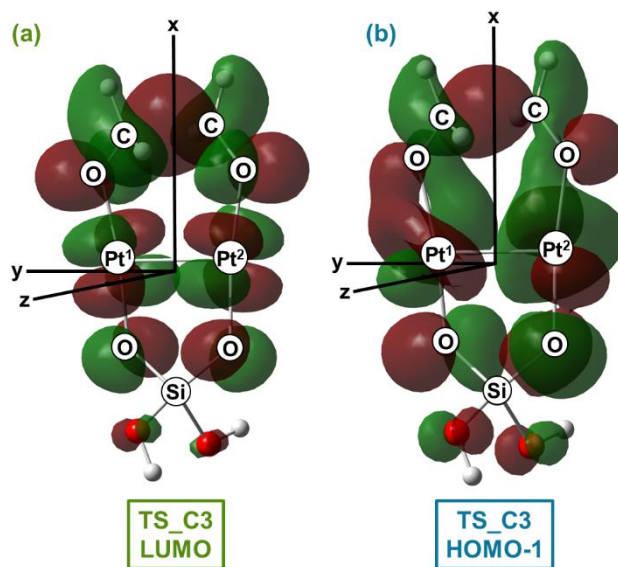 (a)
x
C
C
O
O
Pt1
Pt2
y
z
O
O
Si
TS_C3
LUMO
(b)
x
C
C
O
O
Pt1
Pt2
y
z
O
O
Si
TS_C3
HOMO-1